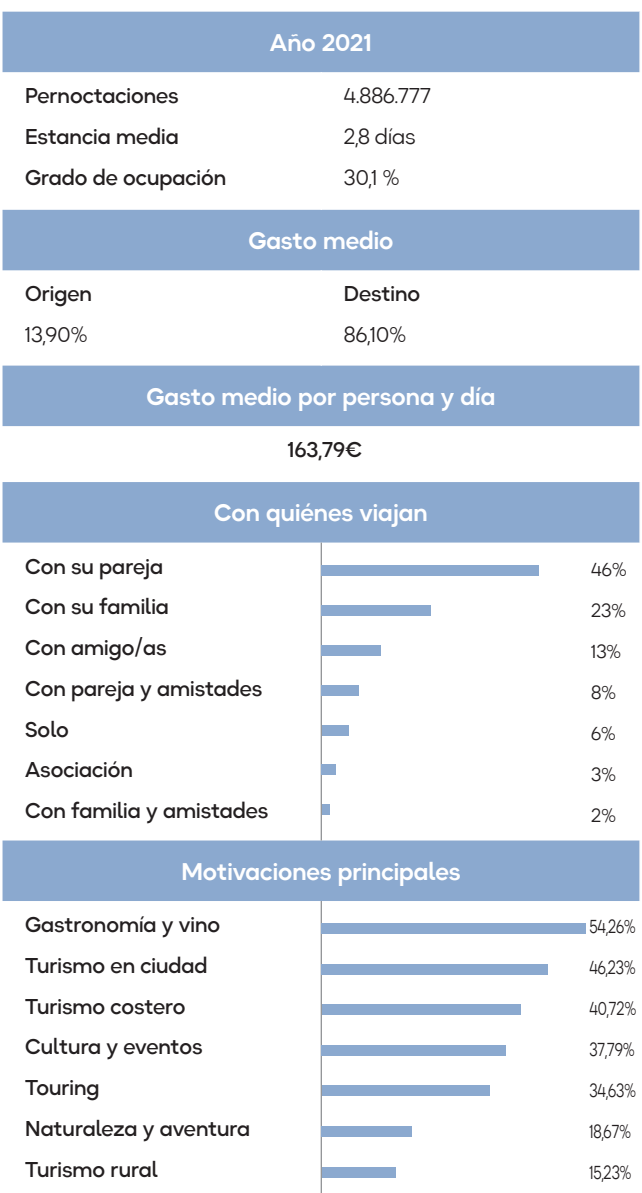 Año 2021
Pernoctaciones 4.886.777
Estancia media 2,8 días
Grado de ocupación 30,1 %
Gasto medio
Origen Destino
13,90% 86,10%
Gasto medio por persona y día
163,79€
Con quiénes viajan
Con su pareja 46%
Con su familia 23%
Con amigo/as 13%
Con pareja y amistades 8%
Solo 6%
Asociación 3%
Con familia y amistades 2%
Motivaciones principales
Gastronomía y vino 54,26%
Turismo en ciudad 46,23%
Turismo costero 40,72%
Cultura y eventos 37,79%
Touring 34,63%
Naturaleza y aventura 18,67%
Turismo rural 15,23%